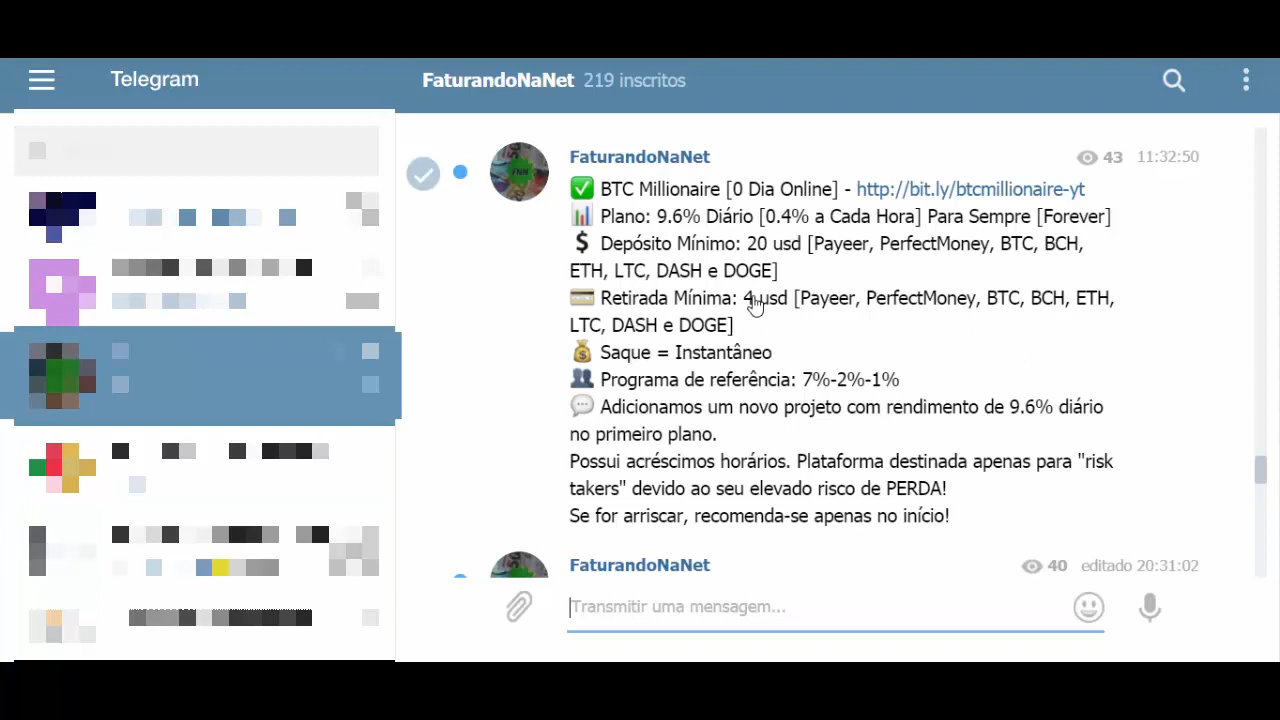 Telegram
FaturandoNaNet 219 inscritos
FaturandoNaNet 43 11:32:50
✅ BTC Millionaire [0 Dia Online] - http://bit.ly/btcmillionaire-yt
📊 Plano: 9.6% Diário [0.4% a Cada Hora] Para Sempre [Forever]
💲 Depósito Mínimo: 20 usd [Payeer, PerfectMoney, BTC, BCH,
ETH, LTC, DASH e DOGE]
💳 Retirada Mínima: 4 usd [Payeer, PerfectMoney, BTC, BCH, ETH,
LTC, DASH e DOGE]
💰 Saque = Instantâneo
👥 Programa de referência: 7%-2%-1%
💬 Adicionamos um novo projeto com rendimento de 9.6% diário
no primeiro plano.
Possui acréscimos horários. Plataforma destinada apenas para "risk
takers" devido ao seu elevado risco de PERDA!
Se for arriscar, recomenda-se apenas no início!
FaturandoNaNet 40 editado 20:31:02
Transmitir uma mensagem...